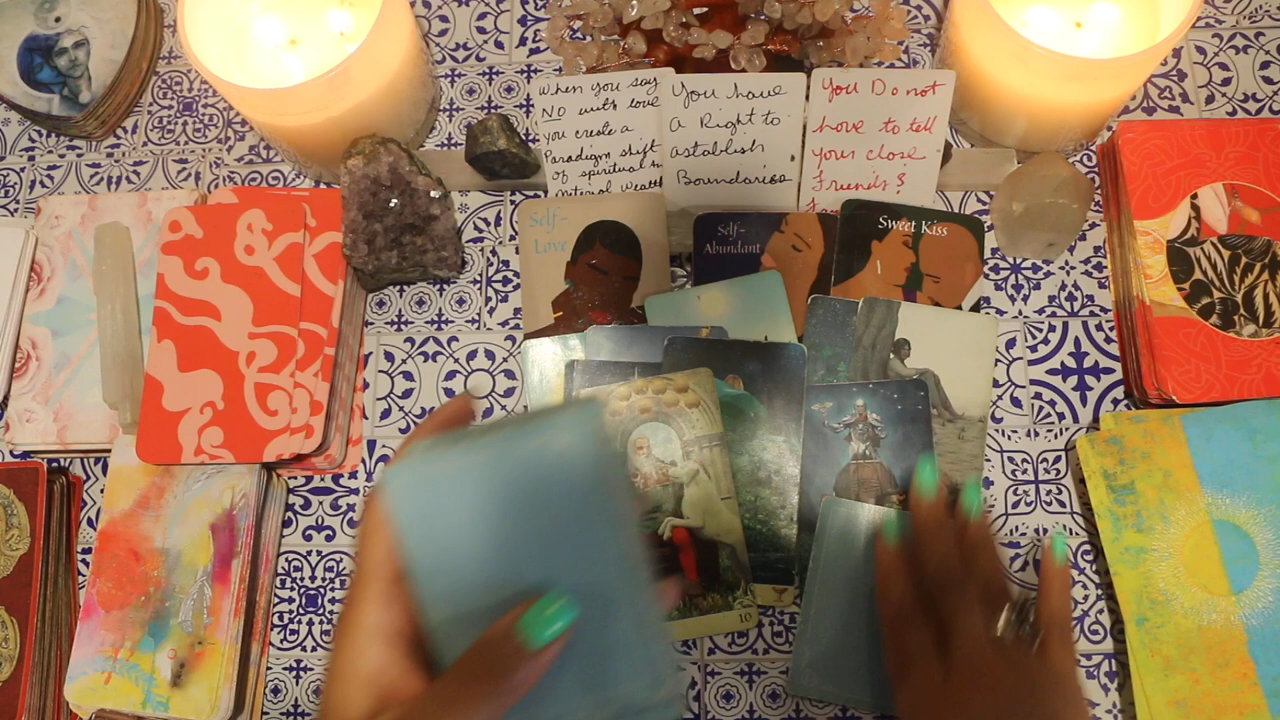 When you say
NO with love
you create a
Paradigm shift
of spiritual n
material wealth
You have
A Right to
establish
Boundaries
You Do not
have to tell
your close
Friends &
Self-
Love
Self-
Abundant
Sweet Kiss
10